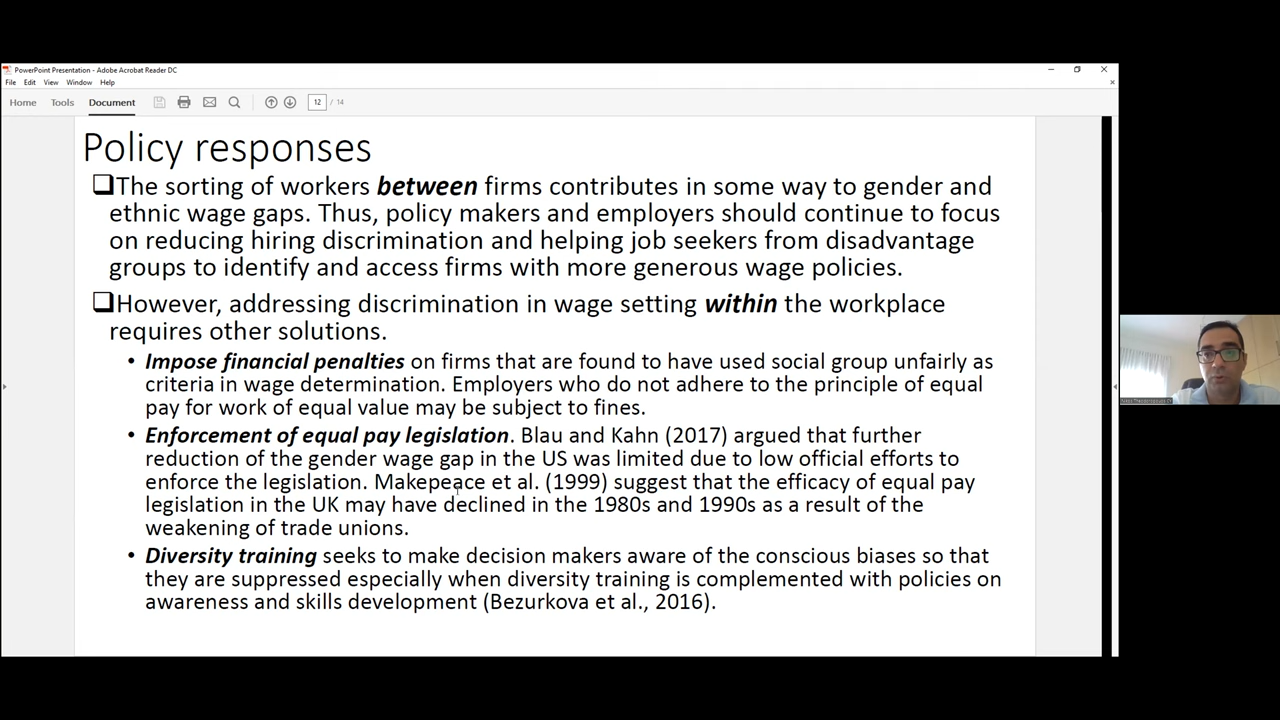 PowerPoint Presentation - Adobe Acrobat Reader DC
File Edit View Window Help
Home Tools Document 12 / 14
Policy responses
The sorting of workers between firms contributes in some way to gender and
ethnic wage gaps. Thus, policy makers and employers should continue to focus
on reducing hiring discrimination and helping job seekers from disadvantage
groups to identify and access firms with more generous wage policies.
However, addressing discrimination in wage setting within the workplace
requires other solutions.
• Impose financial penalties on firms that are found to have used social group unfairly as
criteria in wage determination. Employers who do not adhere to the principle of equal
pay for work of equal value may be subject to fines.
• Enforcement of equal pay legislation. Blau and Kahn (2017) argued that further
reduction of the gender wage gap in the US was limited due to low official efforts to
enforce the legislation. Makepeace et al. (1999) suggest that the efficacy of equal pay
legislation in the UK may have declined in the 1980s and 1990s as a result of the
weakening of trade unions.
• Diversity training seeks to make decision makers aware of the conscious biases so that
they are suppressed especially when diversity training is complemented with policies on
awareness and skills development (Bezurkova et al., 2016).